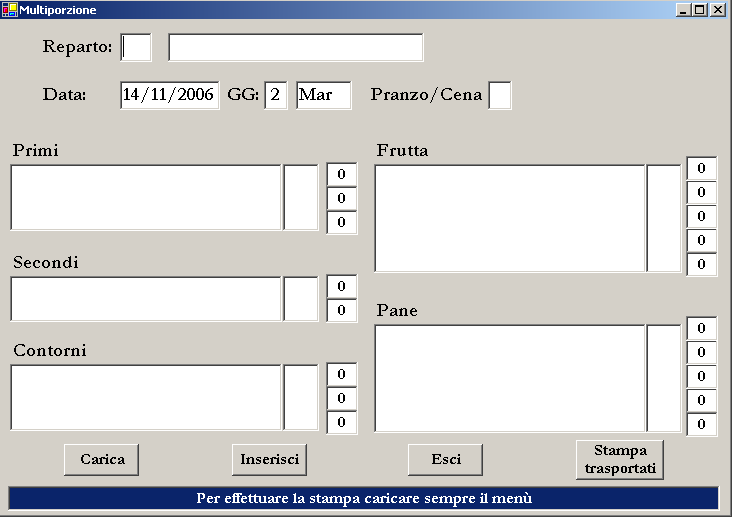 Multiporzione
Reparto:
Data: 14/11/2006 GG: 2 Mar Pranzo/Cena
Primi
0
0
0
Secondi
0
0
Contorni
0
0
0
Frutta
0
0
0
0
0
Pane
0
0
0
0
0
Carica Inserisci Esci Stampa trasportati
Per effettuare la stampa caricare sempre il menù